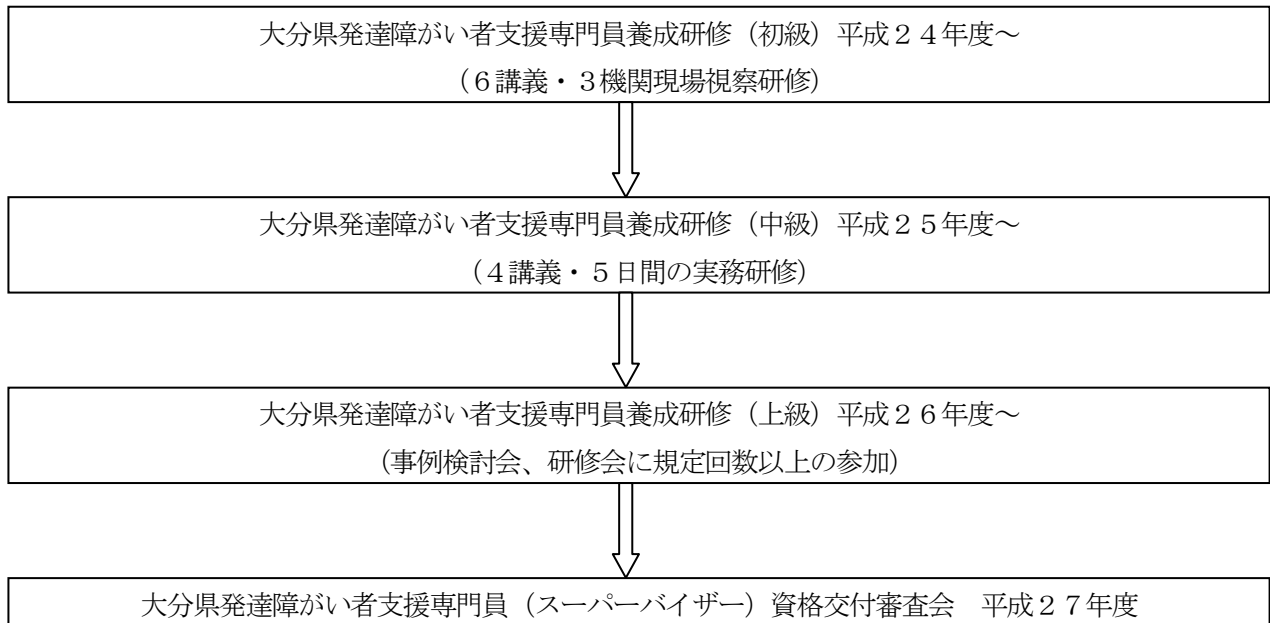 大分県発達障がい者支援専門員養成研修（初級）平成２４年度～
（６講義・３機関現場視察研修）
大分県発達障がい者支援専門員養成研修（中級）平成２５年度～
（４講義・５日間の実務研修）
大分県発達障がい者支援専門員養成研修（上級）平成２６年度～
（事例検討会、研修会に規定回数以上の参加）
大分県発達障がい者支援専門員（スーパーバイザー）資格交付審査会　平成２７年度